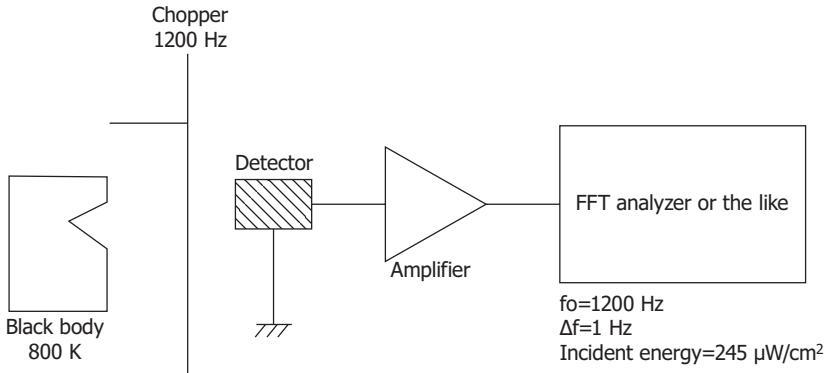 Chopper
1200 Hz
Detector
FFT analyzer or the like
Amplifier
Black body
800 K
fo=1200 Hz
Δf=1 Hz
Incident energy=245 μW/cm²